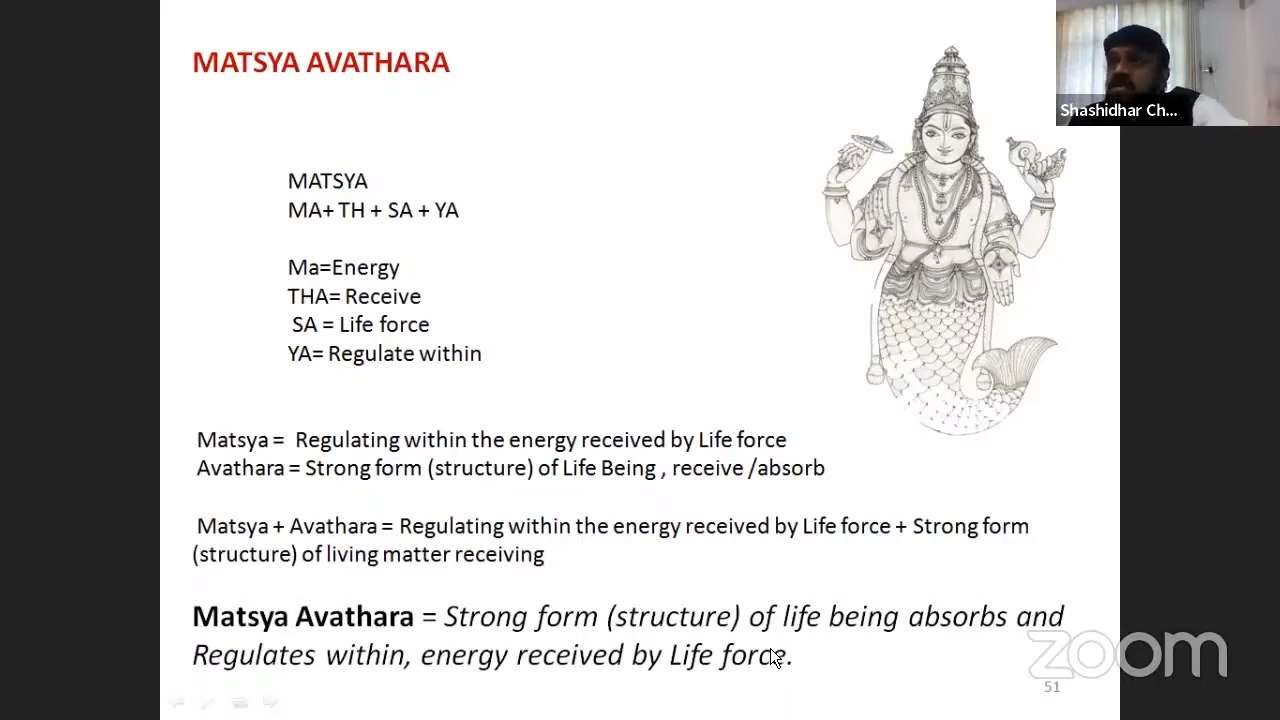 MATSYA AVATHARA
Shashidhar Ch...
MATSYA
MA+ TH + SA + YA
Ma=Energy
THA= Receive
SA = Life force
YA= Regulate within
Matsya = Regulating within the energy received by Life force
Avathara = Strong form (structure) of Life Being , receive /absorb
Matsya + Avathara = Regulating within the energy received by Life force + Strong form
(structure) of living matter receiving
Matsya Avathara = Strong form (structure) of life being absorbs and
Regulates within, energy received by Life force.
zoom
51